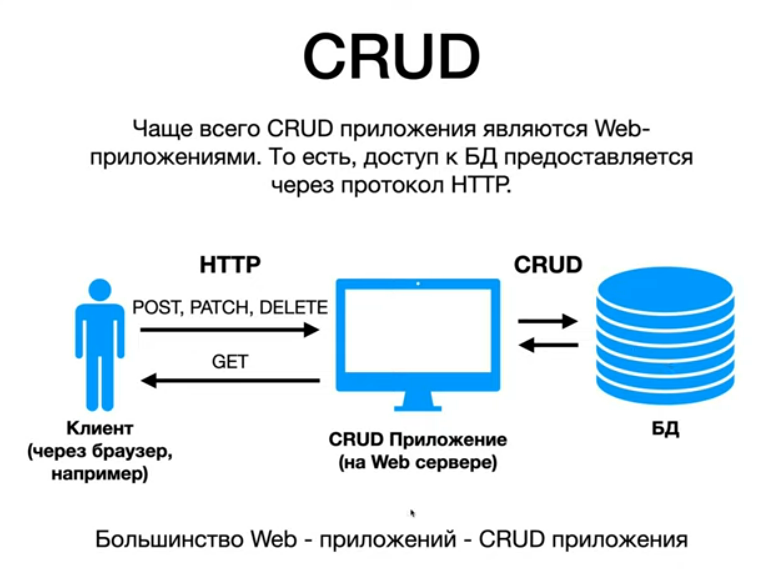 CRUD
Чаще всего CRUD приложения являются Web-
приложениями. То есть, доступ к БД предоставляется
через протокол HTTP.
HTTP
CRUD
POST, PATCH, DELETE
GET
Клиент
(через браузер,
например)
CRUD Приложение
(на Web сервере)
БД
Большинство Web - приложений - CRUD приложения